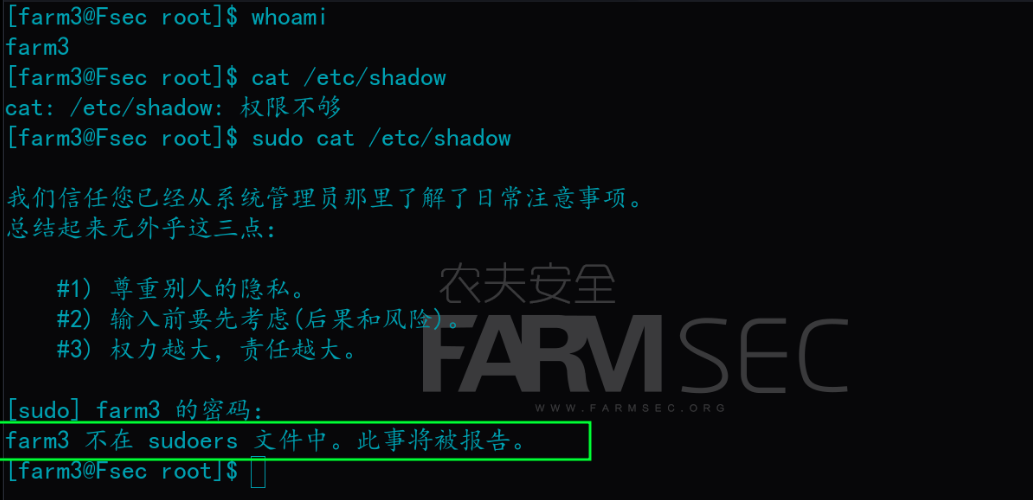 [farm3@Fsec root]$ whoami
farm3
[farm3@Fsec root]$ cat /etc/shadow
cat: /etc/shadow: 权限不够
[farm3@Fsec root]$ sudo cat /etc/shadow
我们信任您已经从系统管理员那里了解了日常注意事项。
总结起来无外乎这三点：
#1) 尊重别人的隐私。
#2) 输入前要先考虑(后果和风险)。
#3) 权力越大，责任越大。
[sudo] farm3 的密码：
farm3 不在 sudoers 文件中。此事将被报告。
[farm3@Fsec root]$
农夫安全
FARMSEC
WWW.FARMSEC.ORG